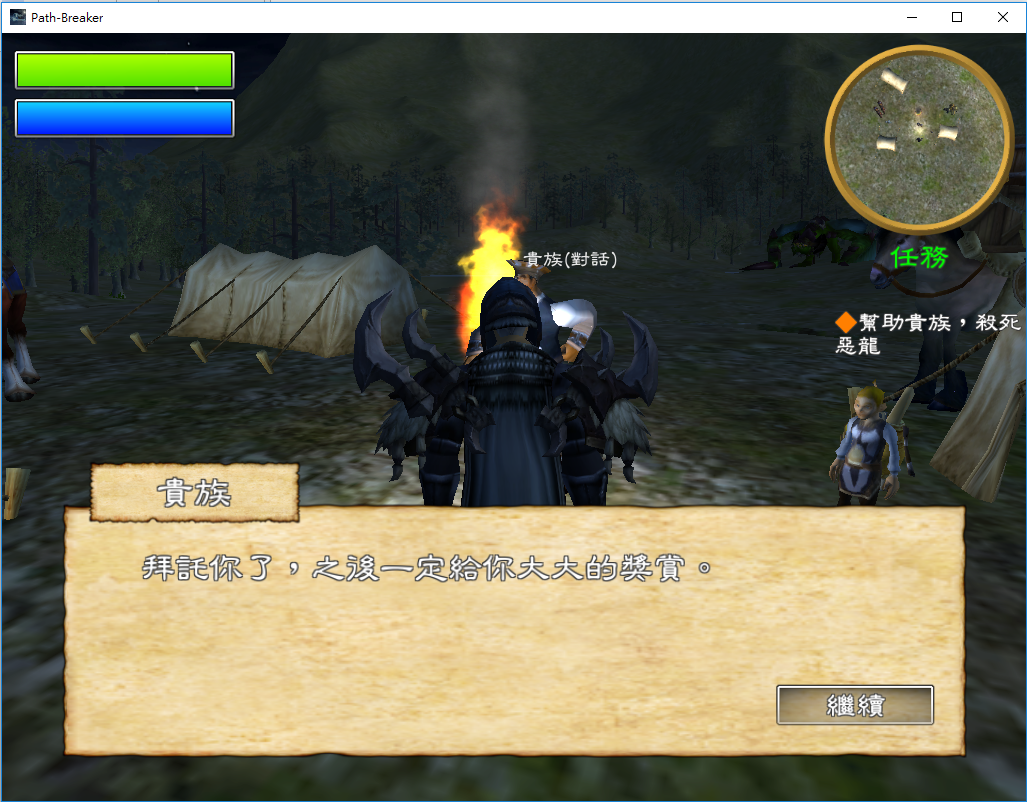 Path-Breaker
貴族(對話)
任務
幫助貴族，殺死
惡龍
貴族
拜託你了，之後一定給你大大的獎賞。
繼續